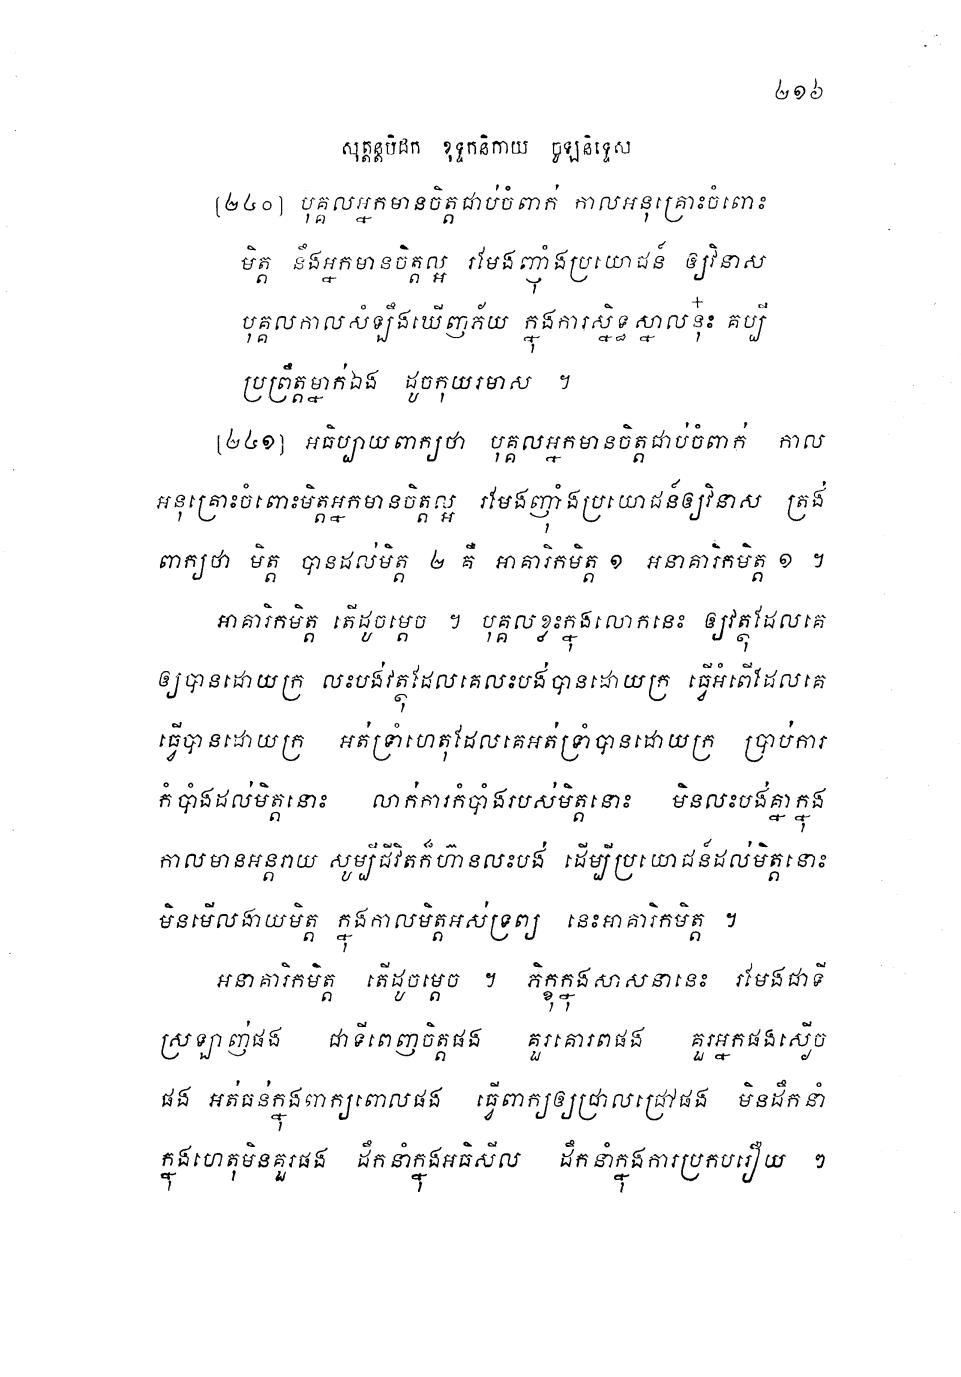 ២១៦
សុត្តន្តបិដក ខុទ្ទកនិកាយ ចូឡនិទ្ទេស
[២៤០] បុគ្គលអ្នកមានចិត្តជាប់ចំពាក់ កាលអនុគ្រោះចំពោះ
មិត្ត នឹងអ្នកមានចិត្តល្អ រមែងញ៉ាំងប្រយោជន៍ ឲ្យវិនាស
បុគ្គលកាលសំឡឹងឃើញភ័យ ក្នុងការស្និទ្ធស្នាលនុ៎ះ គប្បី
ប្រព្រឹត្តម្នាក់ឯង ដូចកុយរមាស ។
[២៤១] អធិប្បាយពាក្យថា បុគ្គលអ្នកមានចិត្តជាប់ចំពាក់ កាល
អនុគ្រោះចំពោះមិត្តអ្នកមានចិត្តល្អ រមែងញ៉ាំងប្រយោជន៍ឲ្យវិនាស ត្រង់
ពាក្យថា មិត្ត បានដល់មិត្ត ២ គឺ អាគារិកមិត្ត ១ អនាគារិកមិត្ត ១ ។
អាគារិកមិត្ត តើដូចម្តេច ។ បុគ្គលខ្លះក្នុងលោកនេះ ឲ្យវត្ថុដែលគេ
ឲ្យបានដោយក្រ លះបង់វត្ថុដែលគេលះបង់បានដោយក្រ ធ្វើអំពើដែលគេ
ធ្វើបានដោយក្រ អត់ទ្រាំហេតុដែលគេអត់ទ្រាំបានដោយក្រ ប្រាប់ការ
កំបាំងដល់មិត្តនោះ លាក់ការកំបាំងរបស់មិត្តនោះ មិនលះបង់គ្នាក្នុង
កាលមានអន្តរាយ សូម្បីជីវិតក៏ហ៊ានលះបង់ ដើម្បីប្រយោជន៍ដល់មិត្តនោះ
មិនមើលងាយមិត្ត ក្នុងកាលមិត្តអស់ទ្រព្យ នេះអាគារិកមិត្ត ។
អនាគារិកមិត្ត តើដូចម្តេច ។ ភិក្ខុក្នុងសាសនានេះ រមែងជាទី
ស្រឡាញ់ផង ជាទីពេញចិត្តផង គួរគោរពផង គួរអ្នកផងស្ងើច
ផង អត់ធន់ក្នុងពាក្យពោលផង ធ្វើពាក្យឲ្យជ្រាលជ្រៅផង មិនដឹកនាំ
ក្នុងហេតុមិនគួរផង ដឹកនាំក្នុងអធិសីល ដឹកនាំក្នុងការប្រកបរឿយ ៗ